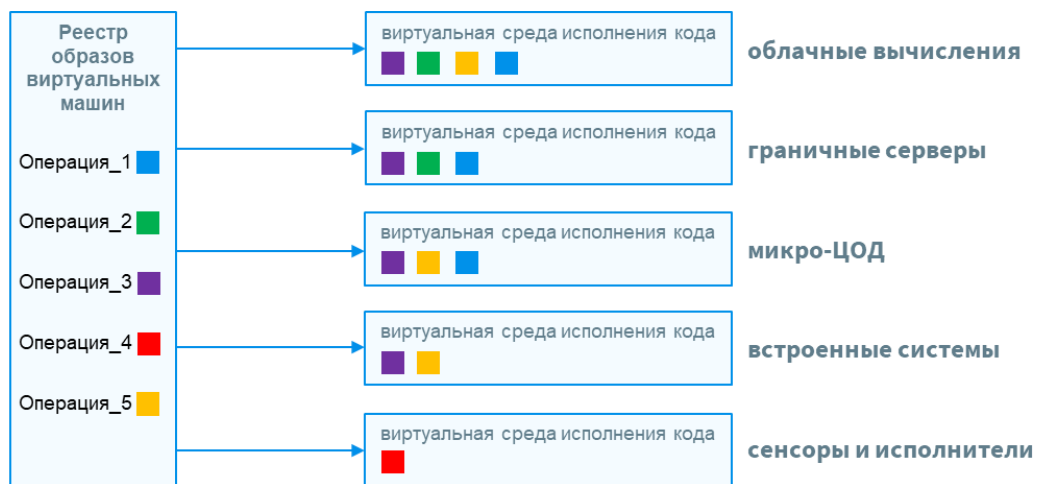 Реестр
образов
виртуальных
машин
Операция_1
Операция_2
Операция_3
Операция_4
Операция_5
виртуальная среда исполнения кода
облачные вычисления
виртуальная среда исполнения кода
граничные серверы
виртуальная среда исполнения кода
микро-ЦОД
виртуальная среда исполнения кода
встроенные системы
виртуальная среда исполнения кода
сенсоры и исполнители